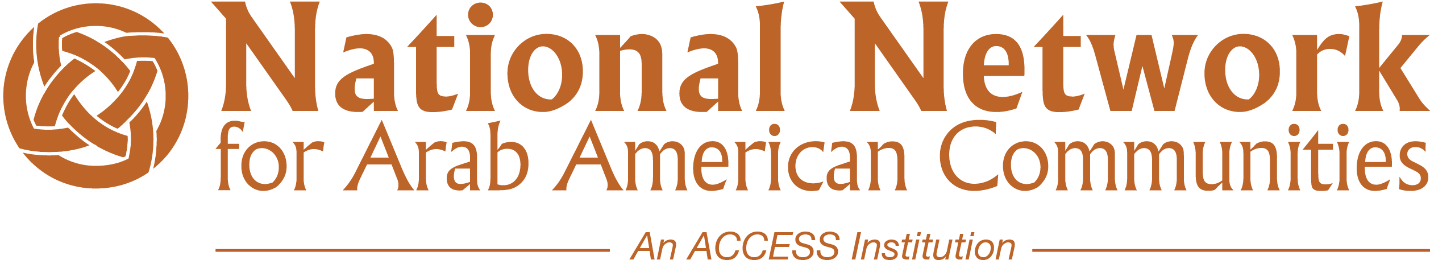 National Network
for Arab American Communities
An ACCESS Institution